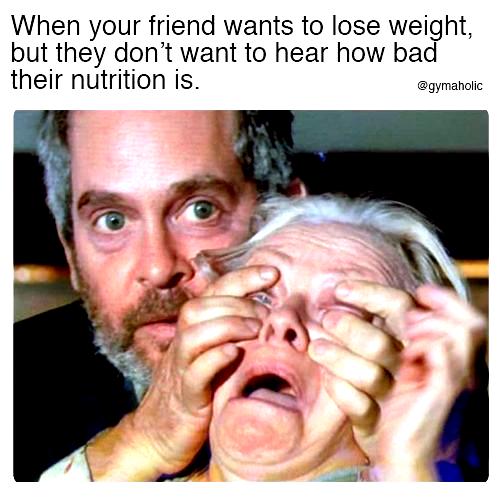 When your friend wants to lose weight,
but they don’t want to hear how bad
their nutrition is.
@gymaholic